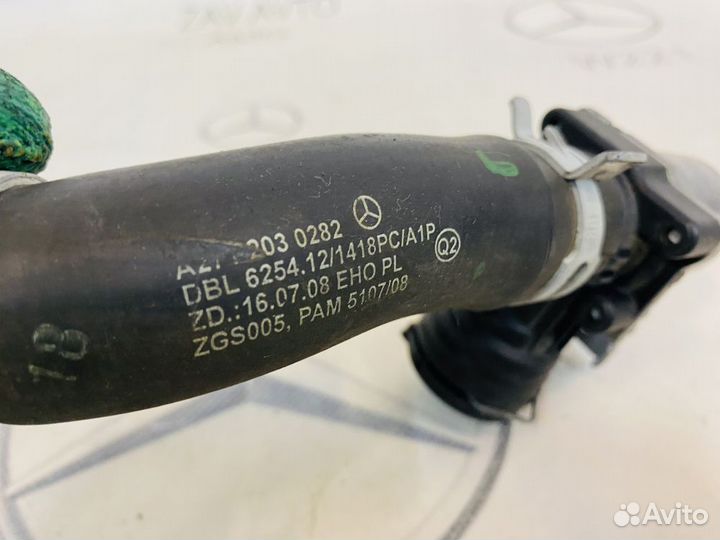 203 0282
DBL 6254.12/1418PC/A1P
Q2
ZD.:16.07.08 EHO PL
ZGS005, PAM 5107/08
18
Avito